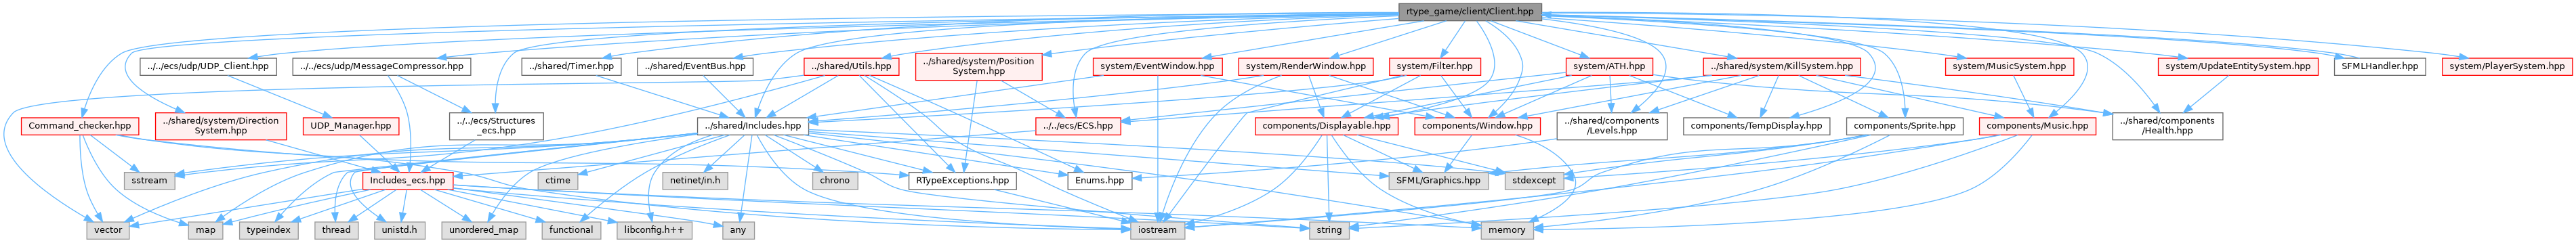 rtype_game/client/Client.hpp
../../ecs/udp/UDP_Client.hpp
../../ecs/udp/MessageCompressor.hpp
../shared/Timer.hpp
../shared/EventBus.hpp
../shared/Utils.hpp
../shared/system/Position
System.hpp
system/EventWindow.hpp
system/RenderWindow.hpp
system/Filter.hpp
system/ATH.hpp
../shared/system/KillSystem.hpp
system/MusicSystem.hpp
system/UpdateEntitySystem.hpp
SFMLHandler.hpp
system/PlayerSystem.hpp
Command_checker.hpp
../shared/system/Direction
System.hpp
UDP_Manager.hpp
../../ecs/Structures
_ecs.hpp
../shared/Includes.hpp
../../ecs/ECS.hpp
components/Displayable.hpp
components/Window.hpp
../shared/components
/Levels.hpp
components/TempDisplay.hpp
components/Sprite.hpp
components/Music.hpp
../shared/components
/Health.hpp
sstream
Includes_ecs.hpp
ctime
netinet/in.h
chrono
RTypeExceptions.hpp
Enums.hpp
SFML/Graphics.hpp
stdexcept
vector
map
typeindex
thread
unistd.h
unordered_map
functional
libconfig.h++
any
iostream
string
memory